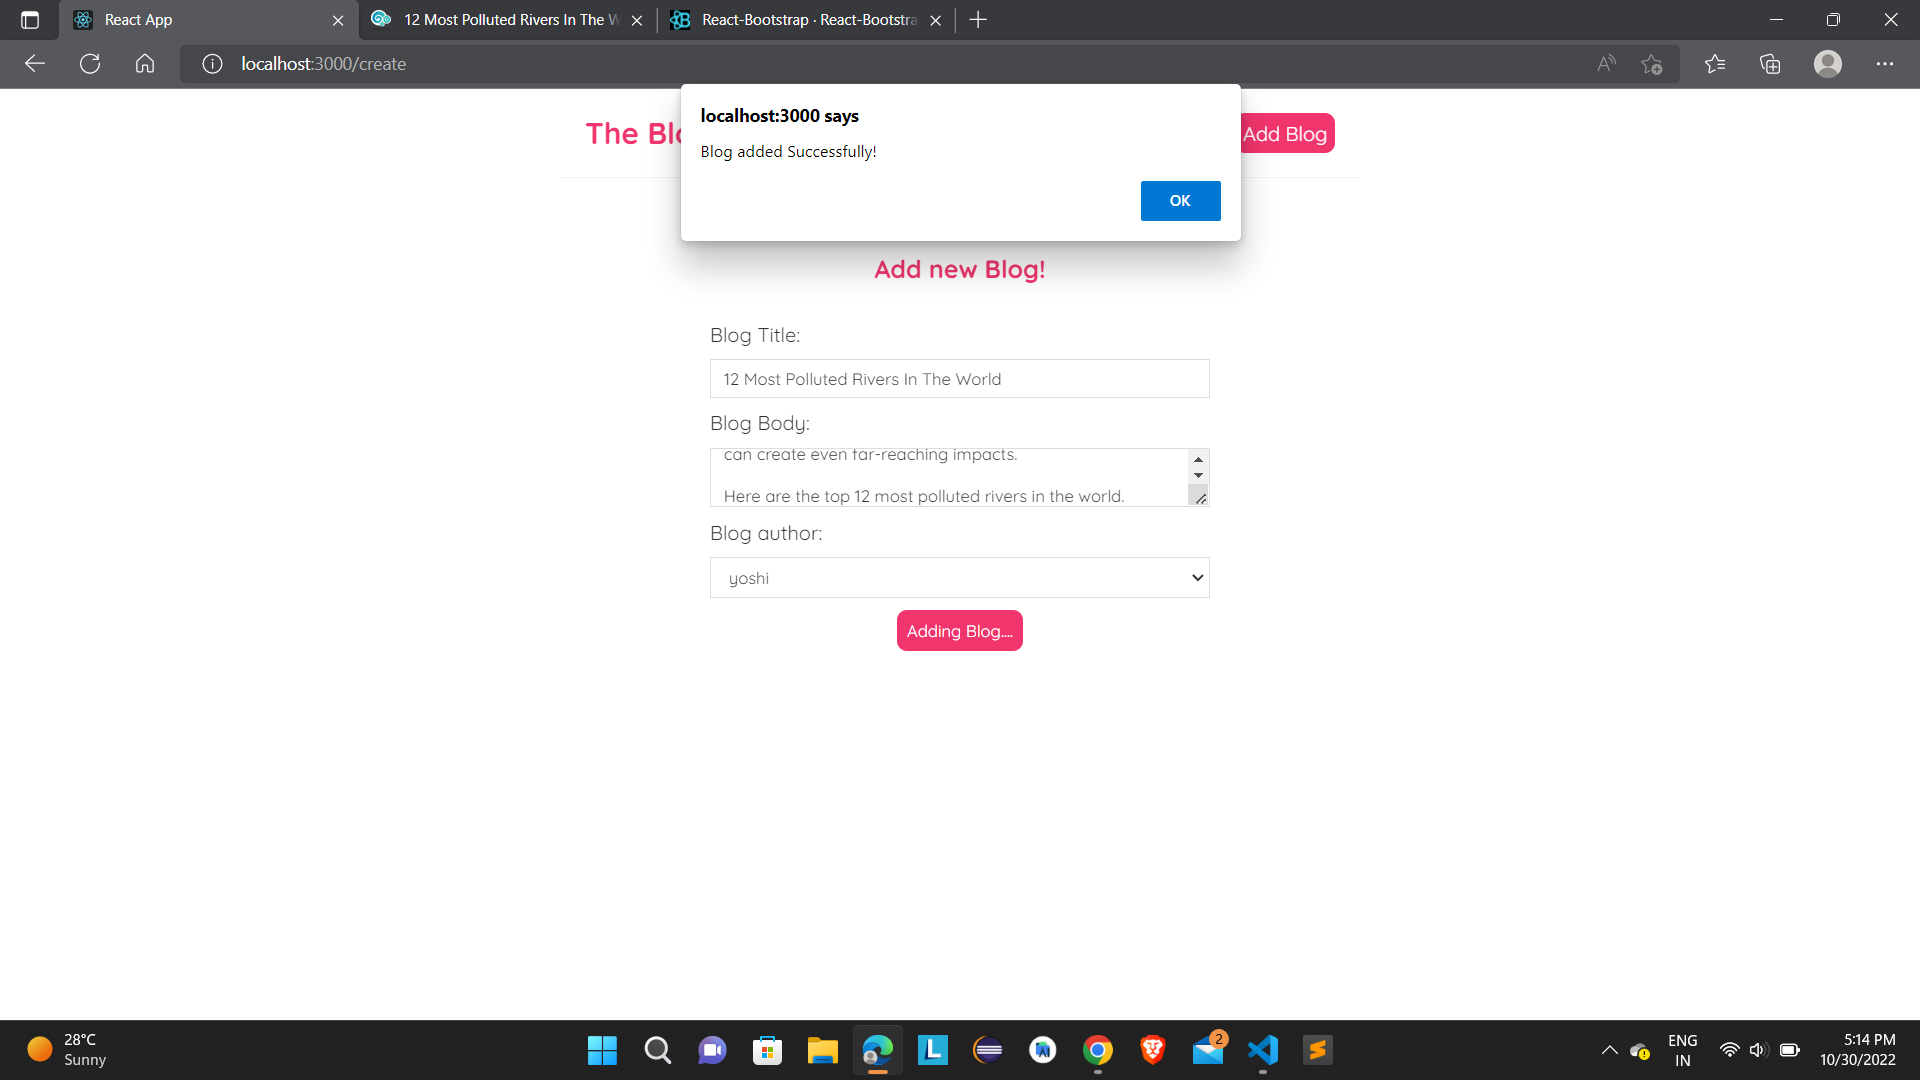 React App
12 Most Polluted Rivers In The W
React-Bootstrap · React-Bootstra
localhost:3000/create
localhost:3000 says
Blog added Successfully!
OK
The Blo
Add Blog
Add new Blog!
Blog Title:
12 Most Polluted Rivers In The World
Blog Body:
can create even far-reaching impacts.
Here are the top 12 most polluted rivers in the world.
Blog author:
yoshi
Adding Blog....
28°C
Sunny
2
ENG
IN
5:14 PM
10/30/2022